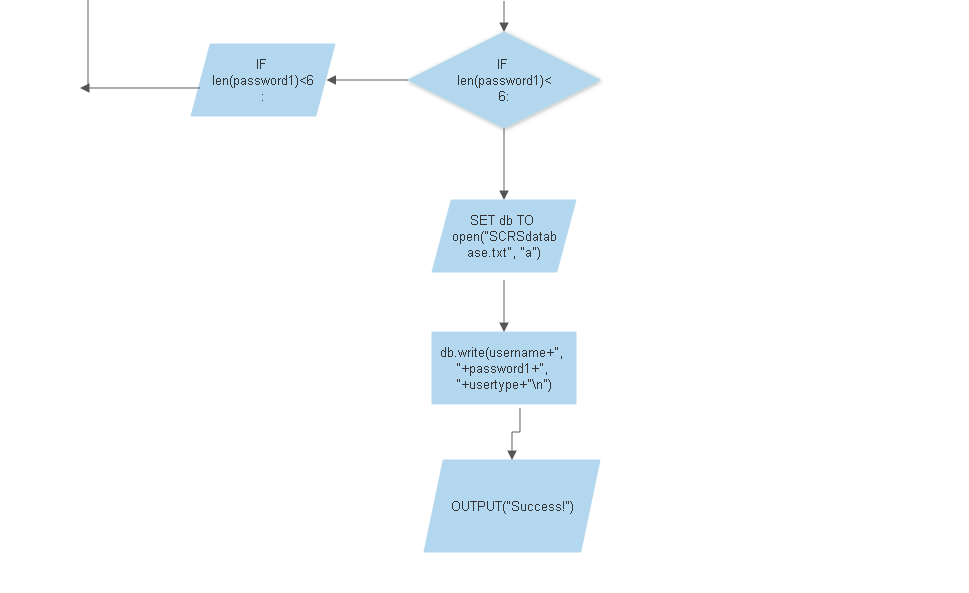 IF
len(password1)<6
:
IF
len(password1)<
6:
SET db TO
open("SCRSdatab
ase.txt", "a")
db.write(username+",
"+password1+",
"+usertype+"\n")
OUTPUT("Success!")